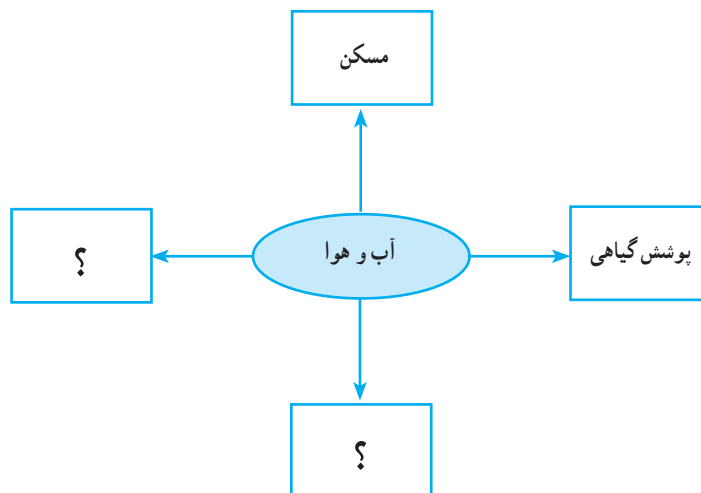 مسکن
پوشش گیاهی
آب و هوا
؟
؟